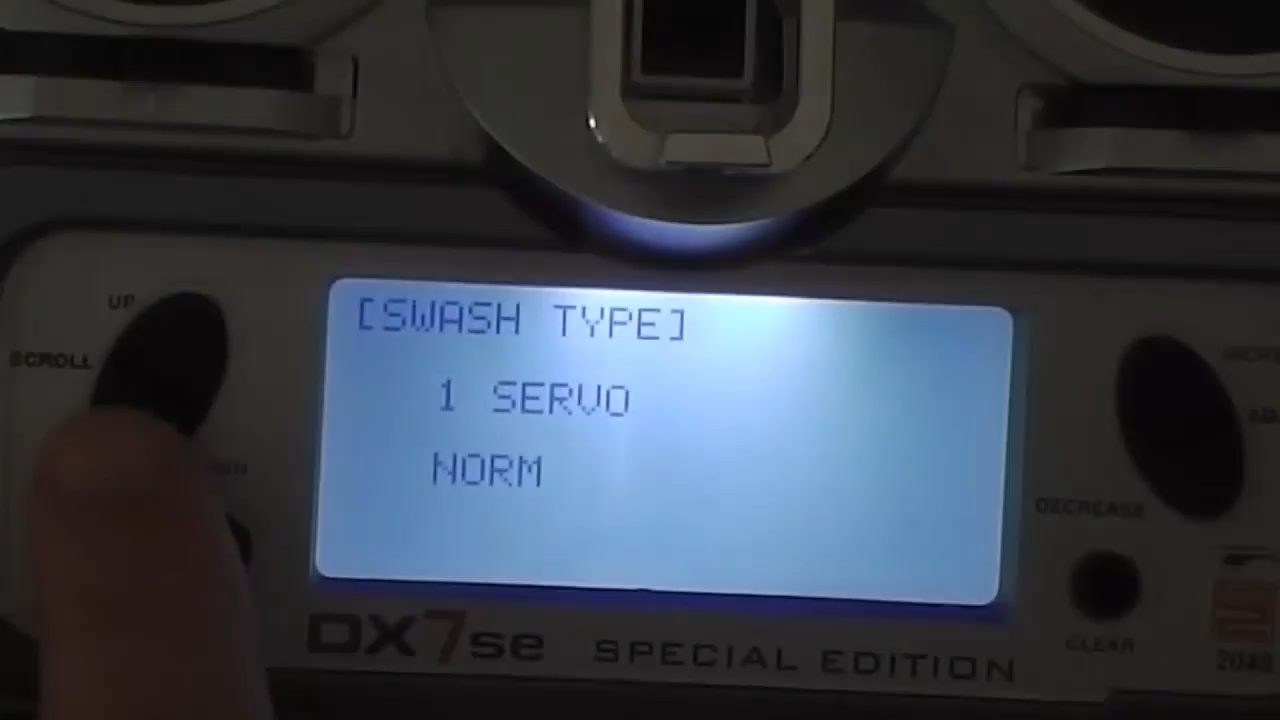 UP
SCROLL
[SWASH TYPE]
1 SERVO
NORM
DECREASE
CLEAR
DX7se SPECIAL EDITION